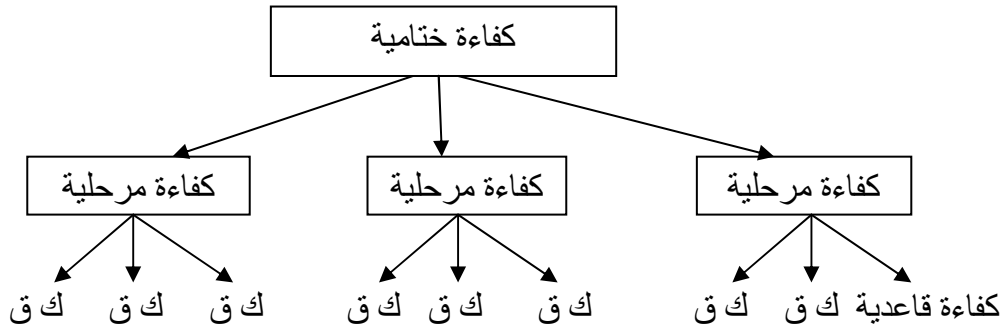 كفاءة ختامية
كفاءة مرحلية كفاءة مرحلية كفاءة مرحلية
كفاءة قاعدية ك ق ك ق ك ق ك ق ك ق ك ق ك ق ك ق